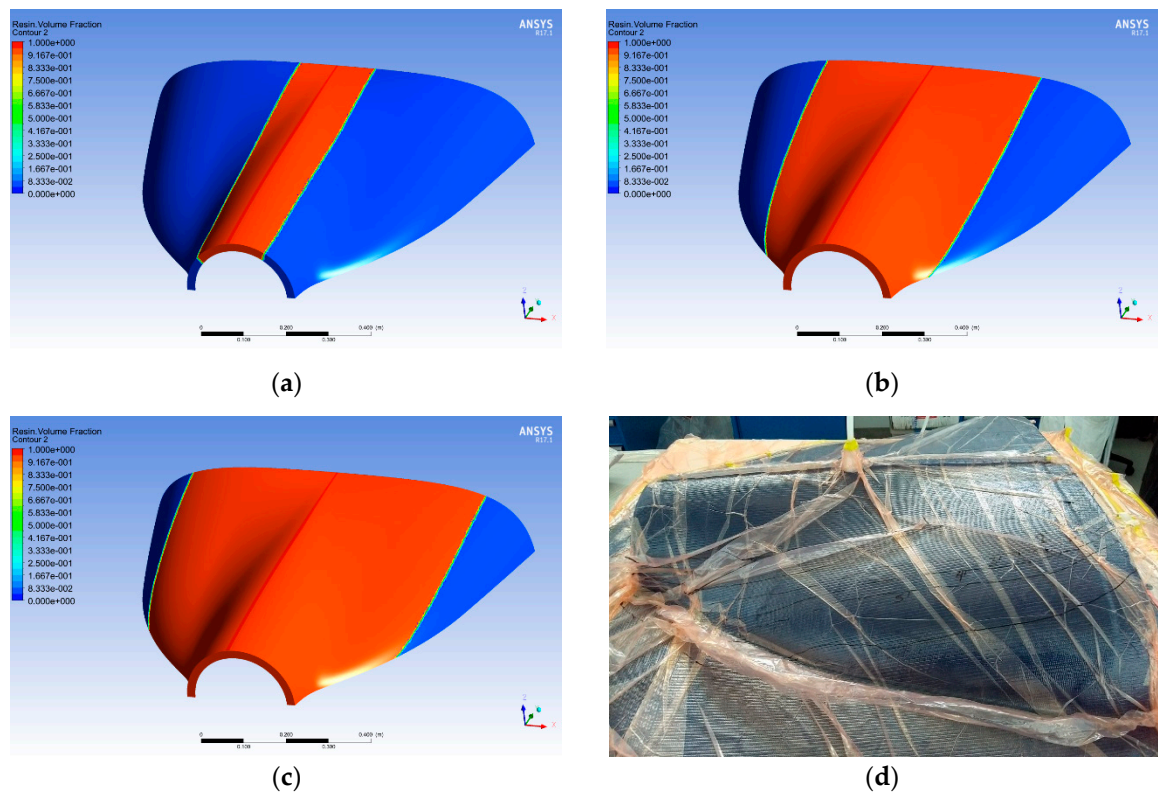 Resin.Volume Fraction
Contour 2
1.000e+000
9.167e-001
8.333e-001
7.500e-001
6.667e-001
5.833e-001
5.000e-001
4.167e-001
3.333e-001
2.500e-001
1.667e-001
8.333e-002
0.000e+000
ANSYS
R17.1
0 0.200 0.400 (m)
0.100 0.300
Z
X
(a)
Resin.Volume Fraction
Contour 2
1.000e+000
9.167e-001
8.333e-001
7.500e-001
6.667e-001
5.833e-001
5.000e-001
4.167e-001
3.333e-001
2.500e-001
1.667e-001
8.333e-002
0.000e+000
ANSYS
R17.1
0 0.200 0.400 (m)
0.100 0.300
Z
X
(b)
Resin.Volume Fraction
Contour 2
1.000e+000
9.167e-001
8.333e-001
7.500e-001
6.667e-001
5.833e-001
5.000e-001
4.167e-001
3.333e-001
2.500e-001
1.667e-001
8.333e-002
0.000e+000
ANSYS
R17.1
0 0.200 0.400 (m)
0.100 0.300
Z
X
(c)
(d)